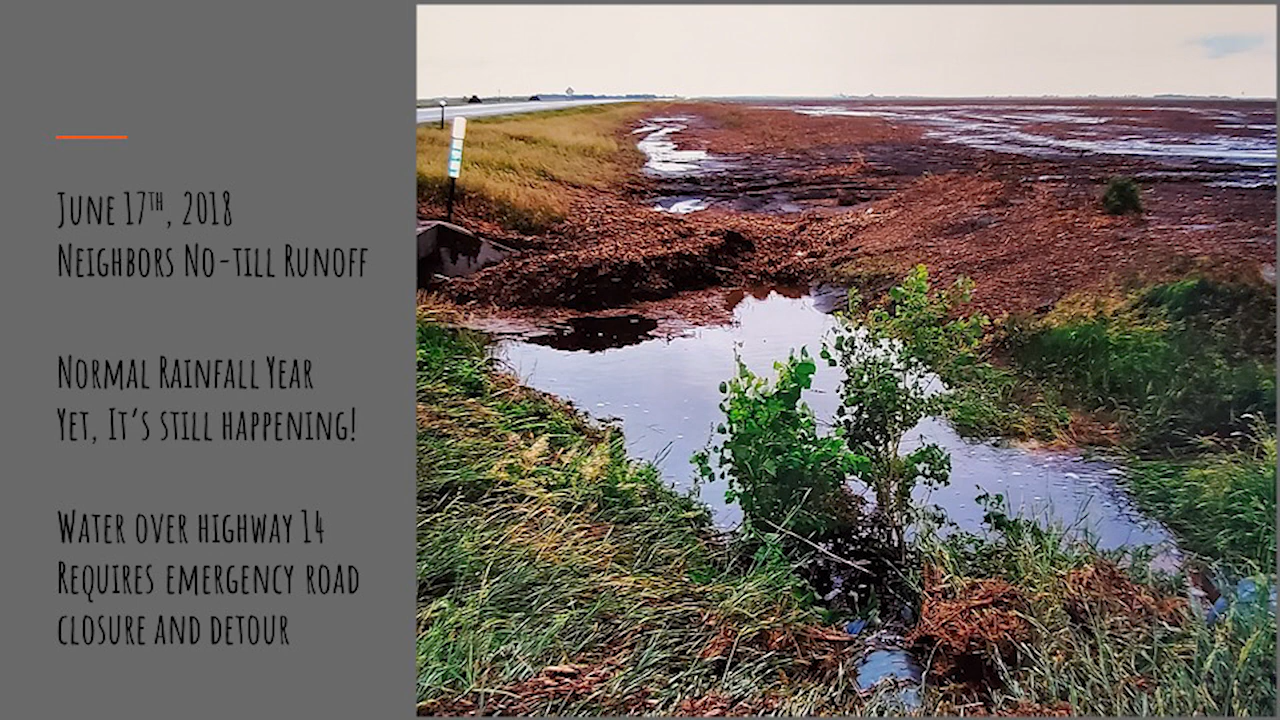 June 17th, 2018
Neighbors No-till Runoff
Normal Rainfall Year
Yet, It's still happening!
Water over highway 14
Requires emergency road
closure and detour